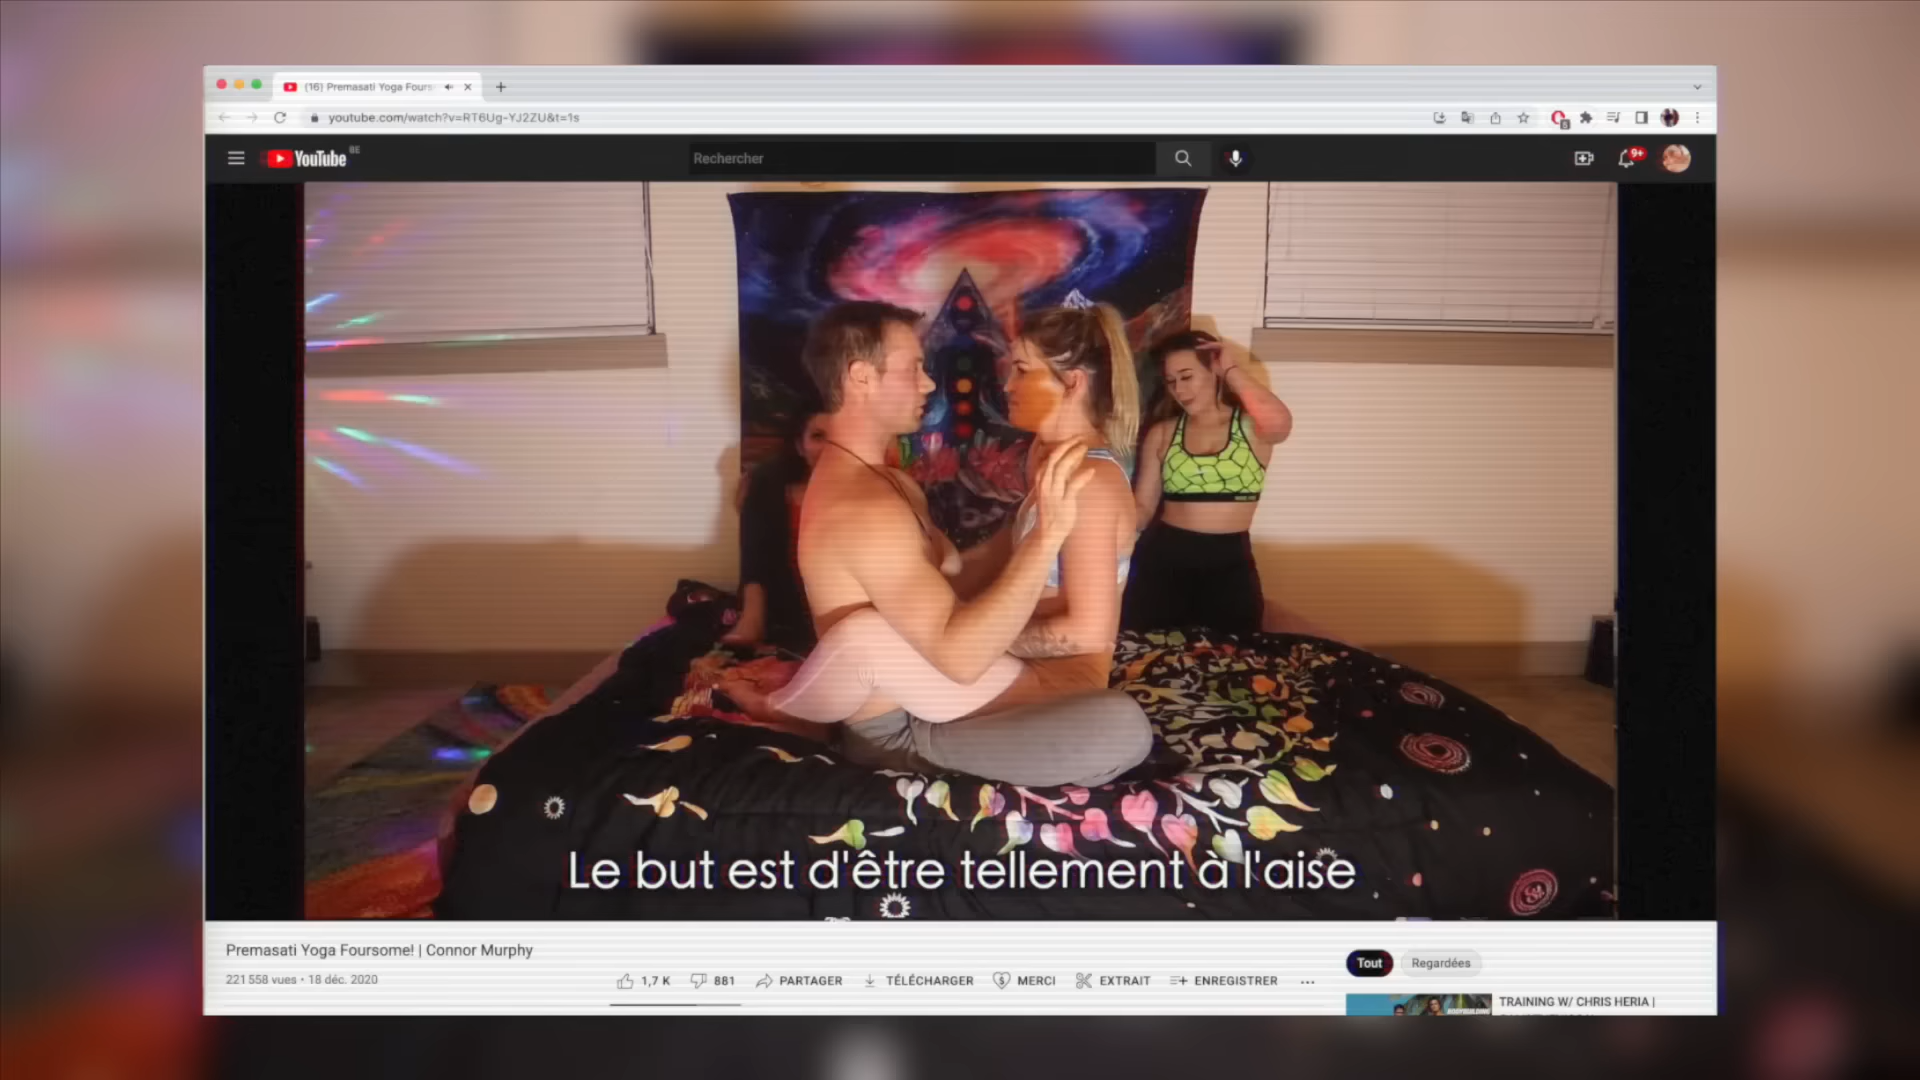 (16) Premasati Yoga Fours
youtube.com/watch?v=RT6Ug-YJ2ZU&t=1s
YouTube BE
Rechercher
9+
Le but est d'être tellement à l'aise
Premasati Yoga Foursome! | Connor Murphy
221 558 vues • 18 déc. 2020
1,7 K
881
PARTAGER
TÉLÉCHARGER
MERCI
EXTRAIT
ENREGISTRER
Tout
Regardées
TRAINING W/ CHRIS HERIA |